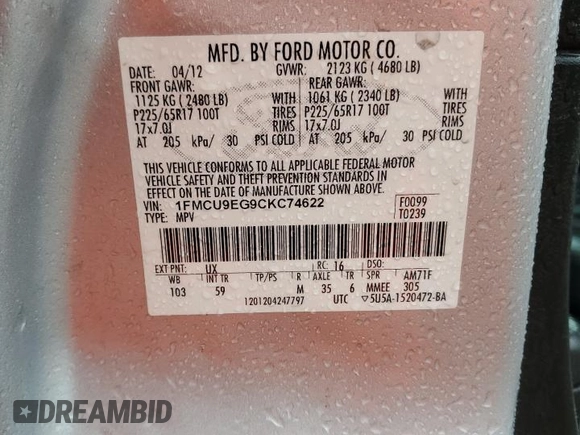 MFD. BY FORD MOTOR CO.
DATE: 04/12 GVWR: 2123 KG ( 4680 LB)
FRONT GAWR: REAR GAWR:
1125 KG ( 2480 LB) WITH 1061 KG ( 2340 LB) WITH
P225/65R17 100T TIRES P225/65R17 100T TIRES
17x7.0J RIMS 17x7.0J RIMS
AT 205 kPa/ 30 PSI COLD AT 205 kPa/ 30 PSI COLD
THIS VEHICLE CONFORMS TO ALL APPLICABLE FEDERAL MOTOR
VEHICLE SAFETY AND THEFT PREVENTION STANDARDS IN
EFFECT ON THE DATE OF MANUFACTURE SHOWN ABOVE.
VIN: 1FMCU9EG9CKC74622 F0099
TYPE: MPV T0239
EXT PNT: UX RC: 16 DSO:
WB INT TR TP/PS R AXLE TR SPR AM71F
103 59 M 35 6 MMEE 305
1201204247797 UTC ▽5U5A-1520472-BA
DREAMBID